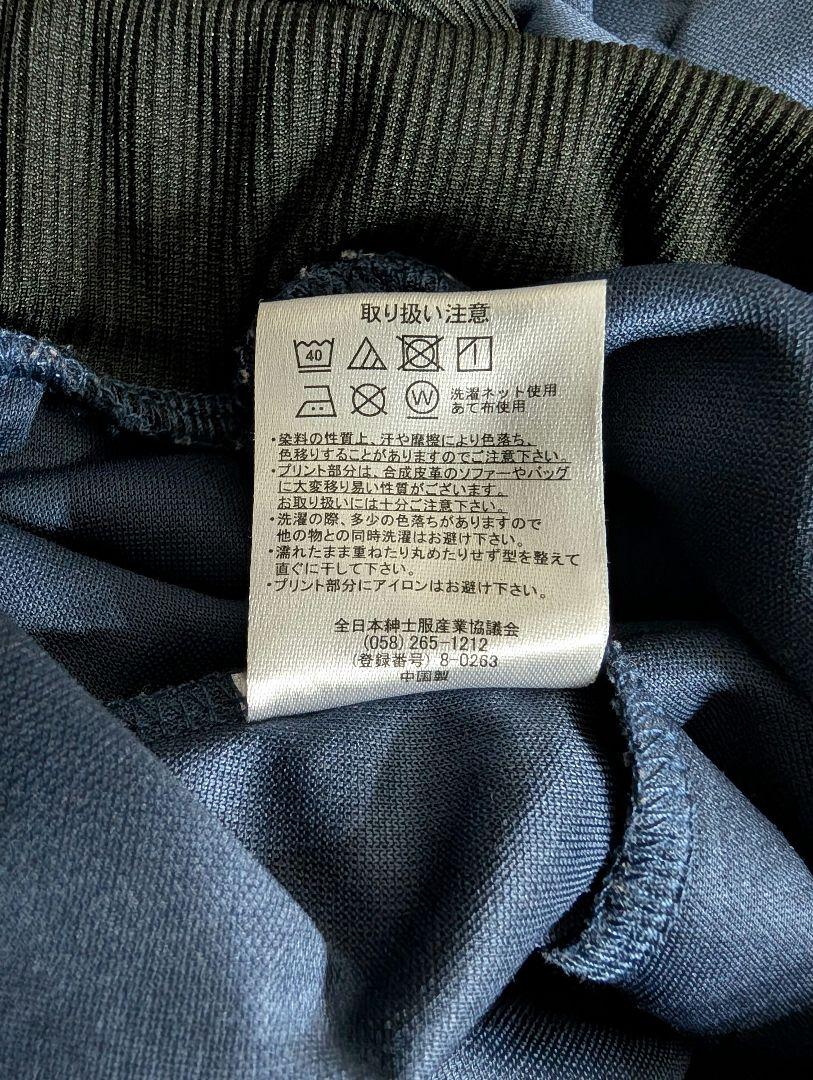 取り扱い注意
40
洗濯ネット使用
W
あて布使用
・染料の性質上、汗や摩擦により色落ち、
色移りすることがありますのでご注意下さい。
・プリント部分は、合成皮革のソファーやバッグ
に大変移り易い性質がございます。
お取り扱いには十分ご注意下さい。
・洗濯の際、多少の色落ちがありますので
他の物との同時洗濯はお避け下さい。
・濡れたまま重ねたり丸めたりせず型を整えて
直ぐに干して下さい。
・プリント部分にアイロンはお避け下さい。
全日本紳士服産業協議会
(058) 265-1212
(登録番号) 8-0263
中国製